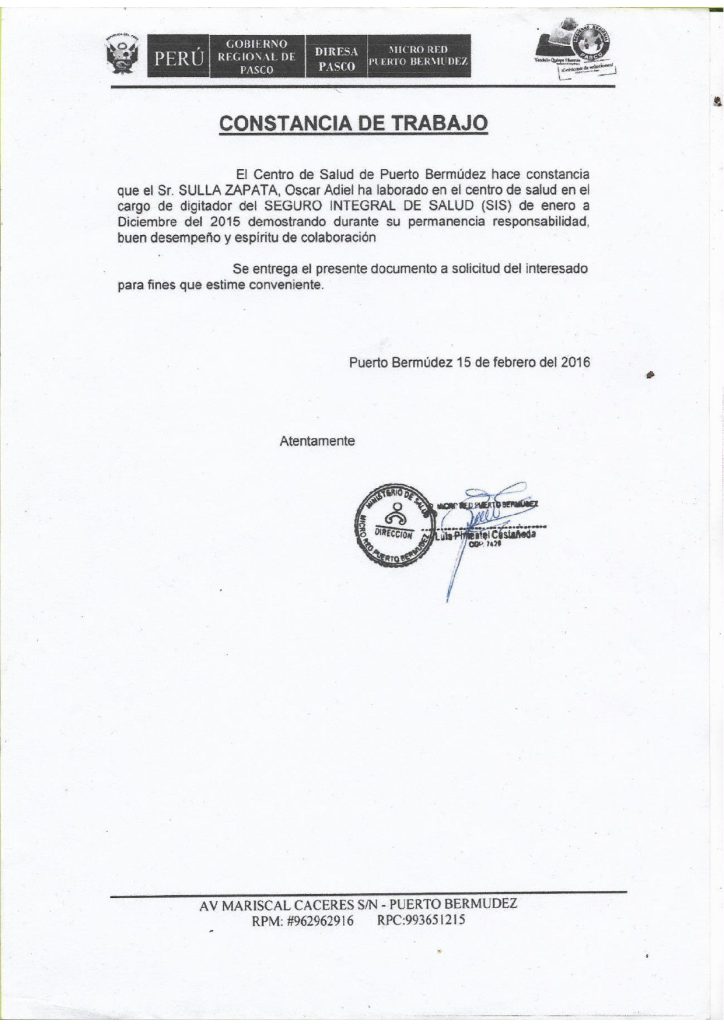 PERÚ
GOBIERNO
REGIONAL DE
PASCO
DIRESA
PASCO
MICRO RED
PUERTO BERMUDEZ
CONSTANCIA DE TRABAJO
El Centro de Salud de Puerto Bermúdez hace constancia
que el Sr. SULLA ZAPATA, Oscar Adiel ha laborado en el centro de salud en el
cargo de digitador del SEGURO INTEGRAL DE SALUD (SIS) de enero a
Diciembre del 2015 demostrando durante su permanencia responsabilidad,
buen desempeño y espíritu de colaboración
Se entrega el presente documento a solicitud del interesado
para fines que estime conveniente.
Puerto Bermúdez 15 de febrero del 2016
Atentamente
MINISTERIO DE SALUD
DIRECCION
MICRO RED PUERTO BERMUDEZ
MICRO RED PUERTO BERMUDEZ
Luis Pimentel Castañeda
AV MARISCAL CACERES S/N - PUERTO BERMUDEZ
RPM: #962962916 RPC:993651215